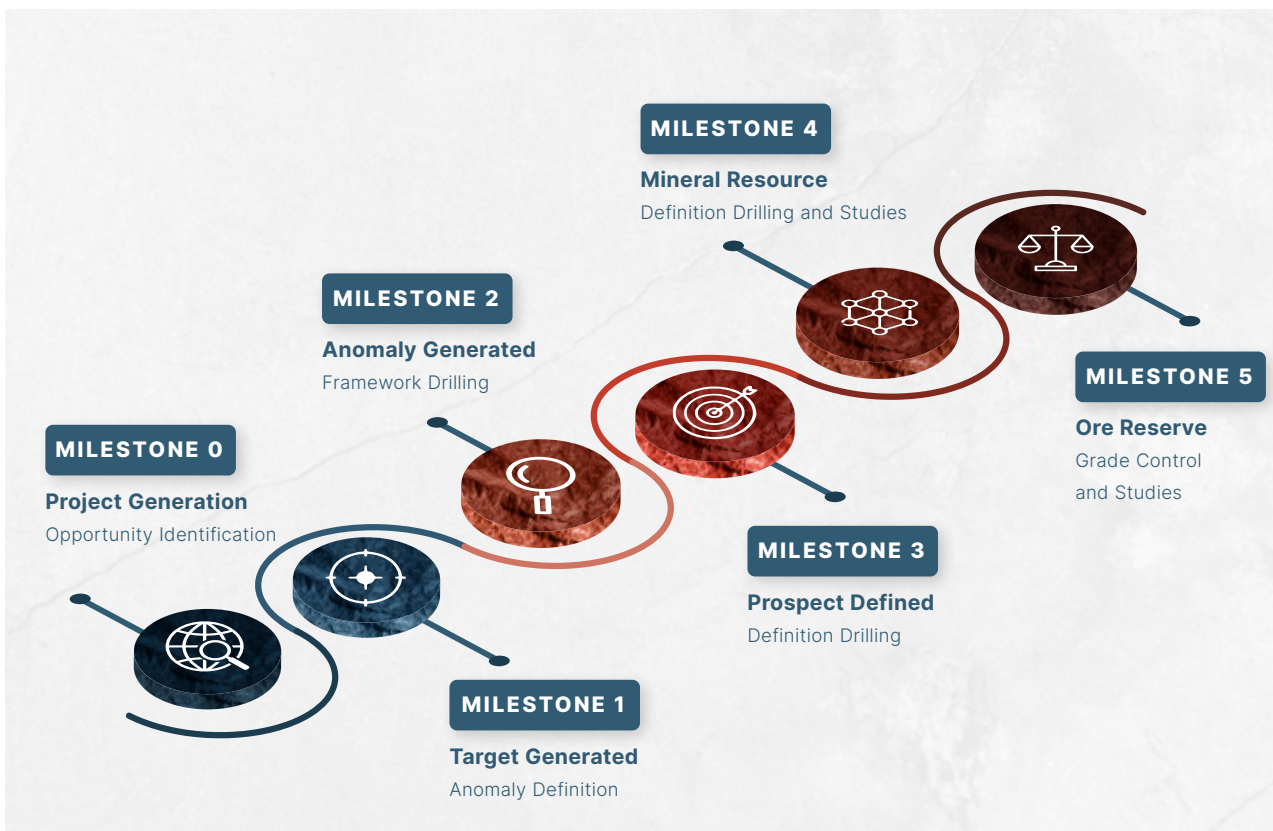 MILESTONE 4
Mineral Resource
Definition Drilling and Studies
MILESTONE 2
Anomaly Generated
Framework Drilling
MILESTONE 5
Ore Reserve
Grade Control
and Studies
MILESTONE 0
Project Generation
Opportunity Identification
MILESTONE 3
Prospect Defined
Definition Drilling
MILESTONE 1
Target Generated
Anomaly Definition